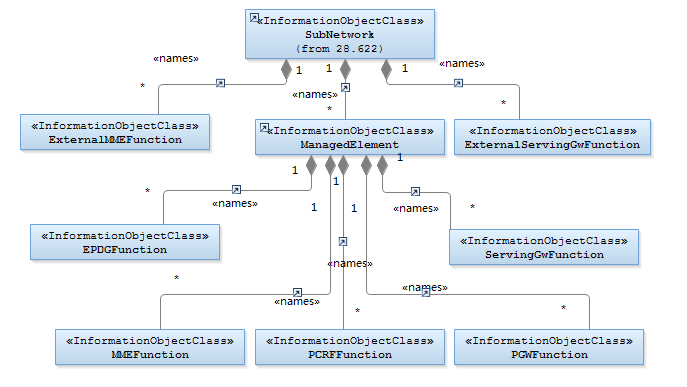 «InformationObjectClass»
SubNetwork
(from 28.622)
«names»
1
1
1
«names»
«names»
*
*
*
«InformationObjectClass»
ExternalMMEFunction
«InformationObjectClass»
ManagedElement
«InformationObjectClass»
ExternalServingGwFunction
1
1
*
«names»
1
1
«names»
*
«InformationObjectClass»
EPDGFunction
«InformationObjectClass»
ServingGwFunction
«names»
*
«names»
«names»
*
*
«InformationObjectClass»
MMEFunction
«InformationObjectClass»
PCRFFunction
«InformationObjectClass»
PGWFunction